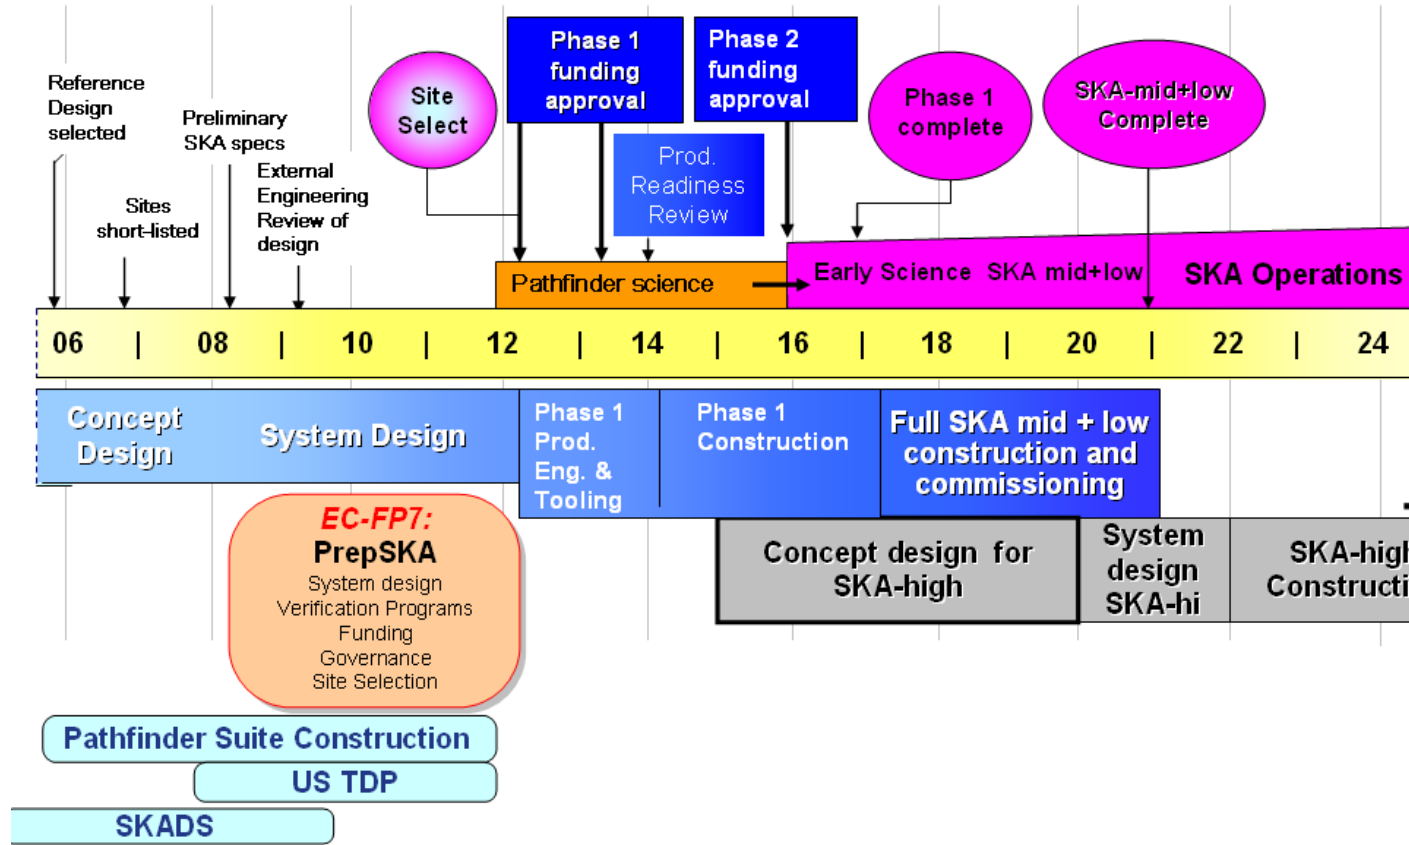 Reference
Design
selected
Sites
short-listed
Preliminary
SKA specs
External
Engineering
Review of
design
Site
Select
Phase 1
funding
approval
Phase 2
funding
approval
Prod.
Readiness
Review
Phase 1
complete
SKA-mid+low
Complete
Pathfinder science
Early Science SKA mid+low
SKA Operations
06 | 08 | 10 | 12 | 14 | 16 | 18 | 20 | 22 | 24
Concept
Design
System Design
Phase 1
Prod.
Eng. &
Tooling
Phase 1
Construction
Full SKA mid + low
construction and
commissioning
Concept design for
SKA-high
System
design
SKA-hi
SKA-high
Constructi
EC-FP7:
PrepSKA
System design
Verification Programs
Funding
Governance
Site Selection
Pathfinder Suite Construction
US TDP
SKADS